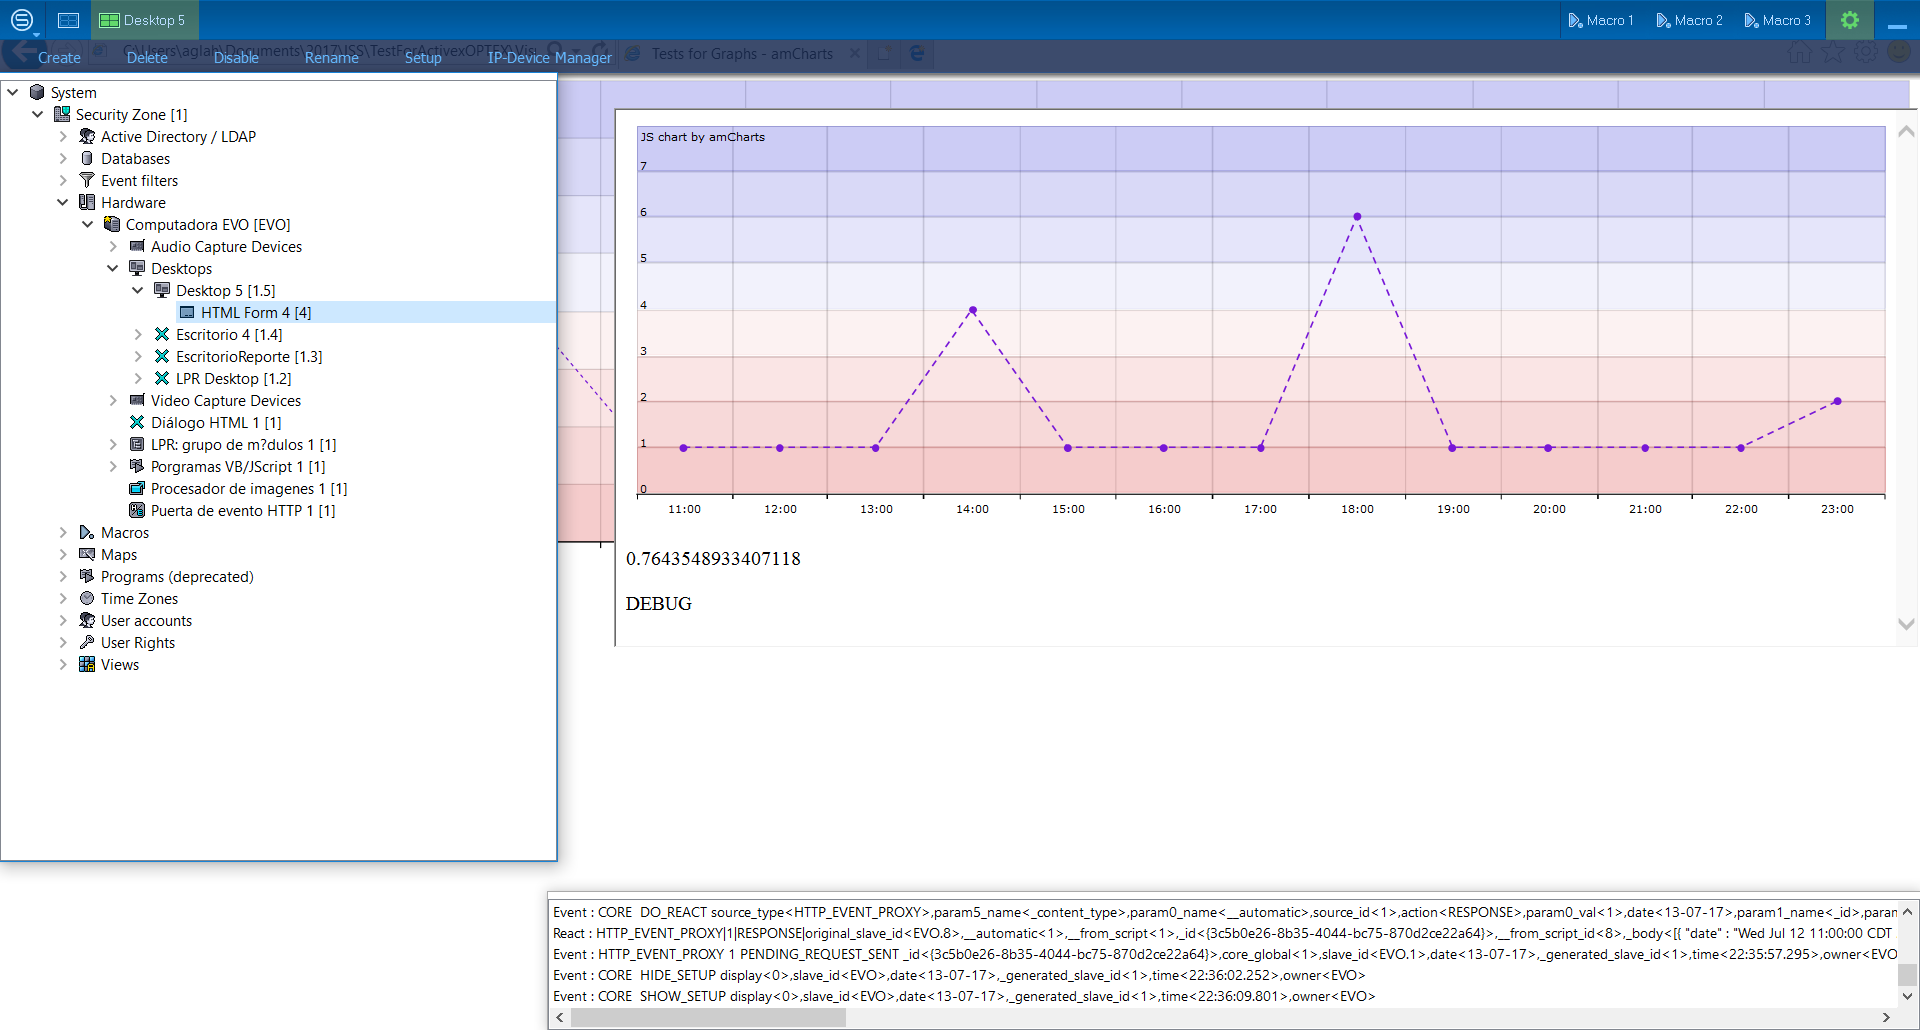 Desktop 5
Macro 1
Macro 2
Macro 3
Tests for Graphs - amCharts
Create
Delete
Disable
Rename
Setup
IP-Device Manager
System
Security Zone [1]
Active Directory / LDAP
Databases
Event filters
Hardware
Computadora EVO [EVO]
Audio Capture Devices
Desktops
Desktop 5 [1.5]
HTML Form 4 [4]
Escritorio 4 [1.4]
EscritorioReporte [1.3]
LPR Desktop [1.2]
Video Capture Devices
Diálogo HTML 1 [1]
LPR: grupo de m?dulos 1 [1]
Porgramas VB/JScript 1 [1]
Procesador de imagenes 1 [1]
Puerta de evento HTTP 1 [1]
Macros
Maps
Programs (deprecated)
Time Zones
User accounts
User Rights
Views
JS chart by amCharts
7
6
5
4
3
2
1
0
11:00 12:00 13:00 14:00 15:00 16:00 17:00 18:00 19:00 20:00 21:00 22:00 23:00
0.7643548933407118
DEBUG
Event : CORE DO_REACT source_type<HTTP_EVENT_PROXY>,param5_name<_content_type>,param0_name<__automatic>,source_id<1>,action<RESPONSE>,param0_val<1>,date<13-07-17>,param1_name<_id>,param
React : HTTP_EVENT_PROXY|1|RESPONSE|original_slave_id<EVO.8>,__automatic<1>,__from_script<1>,_id<{3c5b0e26-8b35-4044-bc75-870d2ce22a64}>,__from_script_id<8>,_body<[{ "date" : "Wed Jul 12 11:00:00 CDT
Event : HTTP_EVENT_PROXY 1 PENDING_REQUEST_SENT _id<{3c5b0e26-8b35-4044-bc75-870d2ce22a64}>,core_global<1>,slave_id<EVO.1>,date<13-07-17>,_generated_slave_id<1>,time<22:35:57.295>,owner<EVO
Event : CORE HIDE_SETUP display<0>,slave_id<EVO>,date<13-07-17>,_generated_slave_id<1>,time<22:36:02.252>,owner<EVO>
Event : CORE SHOW_SETUP display<0>,slave_id<EVO>,date<13-07-17>,_generated_slave_id<1>,time<22:36:09.801>,owner<EVO>